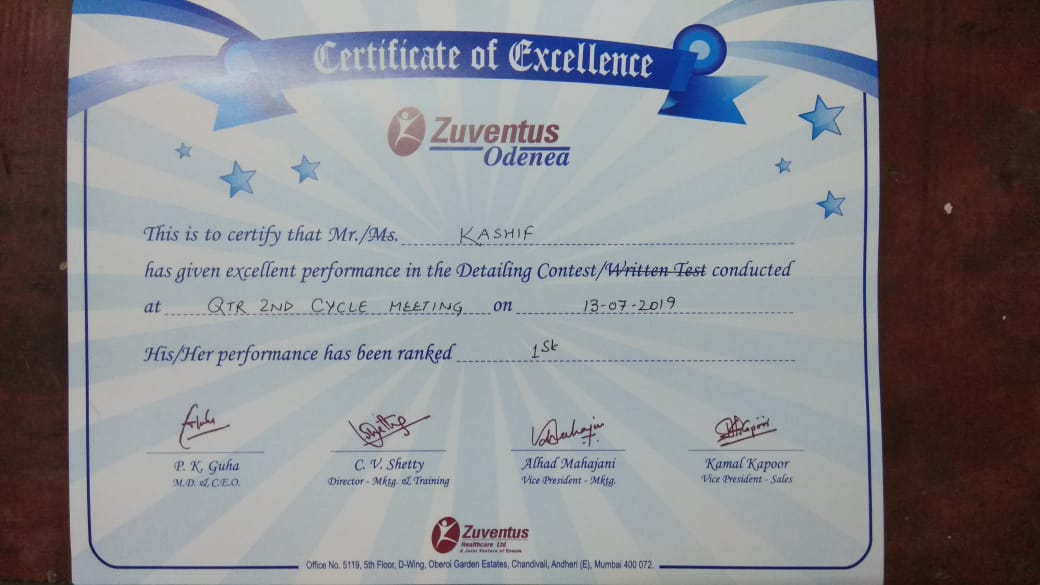 Certificate of Excellence
Zuventus
Odenea
This is to certify that Mr./Ms. KASHIF
has given excellent performance in the Detailing Contest/Written Test conducted
at QTR 2ND CYCLE MEETING on 13-07-2019
His/Her performance has been ranked 1st
P. K. Guha C. V. Shetty Alhad Mahajani Kamal Kapoor
M.D. & C.E.O. Director - Mktg. & Training Vice President - Mktg. Vice President - Sales
Zuventus
Healthcare Ltd.
A Joint Venture of Emcure
Office No. 5119, 5th Floor, D-Wing, Oberoi Garden Estates, Chandivali, Andheri (E), Mumbai 400 072.